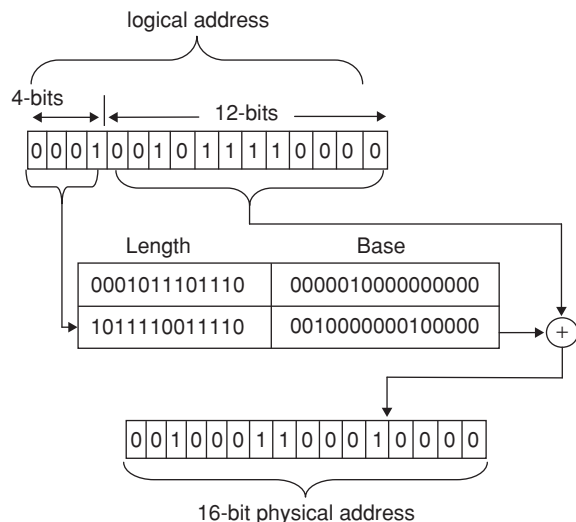 logical address
4-bits 12-bits
0 0 0 1 0 0 1 0 1 1 1 1 0 0 0 0
Length Base
0001011101110 0000010000000000
1011110011110 0010000000100000
+
0 0 1 0 0 0 1 1 0 0 0 1 0 0 0 0
16-bit physical address